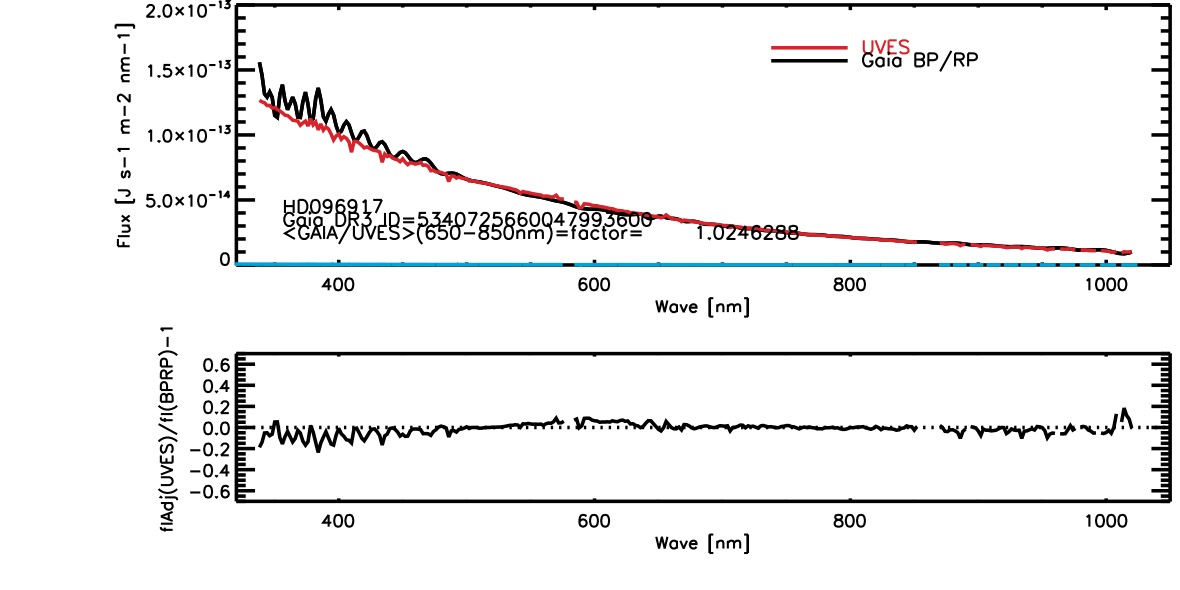 2.0×10−13
1.5×10−13
1.0×10−13
5.0×10−14
0
Flux [J s−1 m−2 nm−1]
UVES
Gaia BP/RP
HD096917
Gaia DR3 ID=5340725660047993600
<GAIA/UVES>(650−850nm)=factor= 1.0246288
400 600 800 1000
Wave [nm]
flAdj(UVES)/fl(BPRP)−1
0.6
0.4
0.2
0.0
−0.2
−0.4
−0.6
400 600 800 1000
Wave [nm]